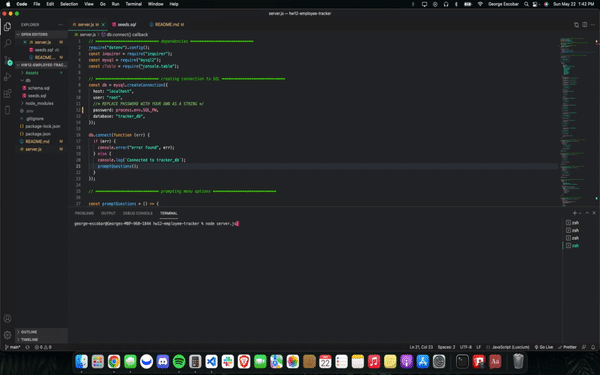 Code File Edit Selection View Go Run Terminal Window Help
George Escobar
Sun May 22 1:42 PM
server.js — hw12-employee-tracker
EXPLORER
server.js M
seeds.sql
README.md M
server.js > db.connect() callback
OPEN EDITORS
server.js
seeds.sql db
README....
HW12-EMPLOYEE-TRAC...
Assets
db
schema.sql
seeds.sql
node_modules
.env
.gitignore
package-lock.json
package.json
server.js
1 // dependencies
2 require("dotenv").config();
3 const inquirer = require("inquirer");
4 const mysql = require("mysql2");
5 const cTable = require("console.table");
6
7 // creating connection to SQL
8 const db = mysql.createConnection({
9 host: "localhost",
10 user: "root",
11 //* REPLACE PASSWORD WITH YOUR OWN AS A STRING */
12 password: process.env.SQL_PW,
13 database: "tracker_db",
14 });
15
16 db.connect(function (err) {
17 if (err) {
18 console.error("error found", err);
19 } else {
20 console.log(`Connected to tracker_db`);
21 promptQuestions();
22 }
23 });
24
25 // prompting menu options
26
27 const promptQuestions = () => {
PROBLEMS OUTPUT DEBUG CONSOLE TERMINAL
george-escobar@Georges-MBP-960-1844 hw12-employee-tracker % node server.js
zsh
zsh
zsh
zsh
OUTLINE
TIMELINE
main*
0 0
Ln 21, Col 23 Spaces: 2 UTF-8 LF JavaScript Go Live Prettier